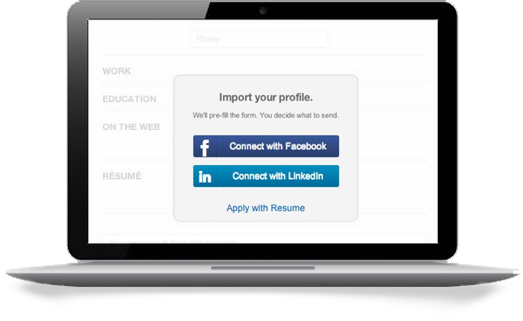 Phone
WORK
EDUCATION
ON THE WEB
RÉSUMÉ
Import your profile.
We'll pre-fill the form. You decide what to send.
f Connect with Facebook
in Connect with LinkedIn
Apply with Resume